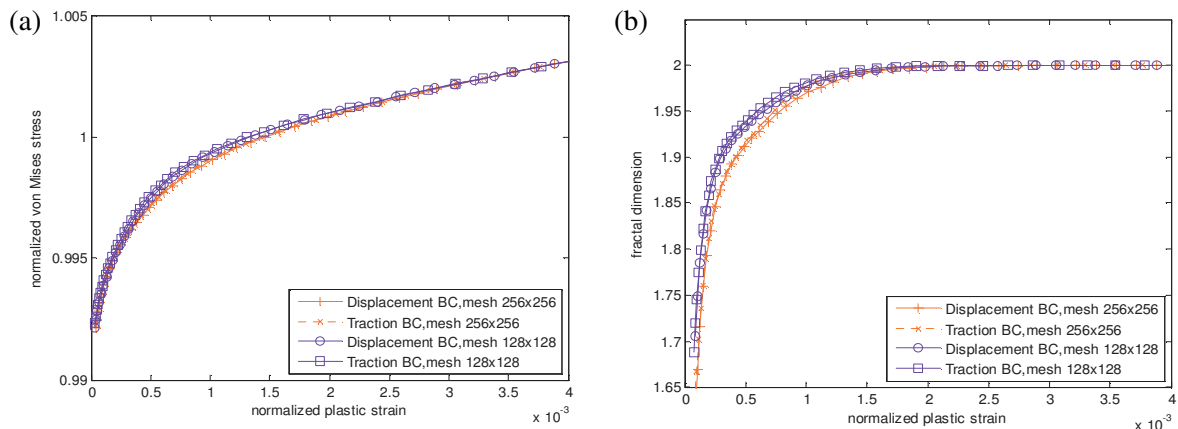 (a)
1.005
1
0.995
0.99
normalized von Mises stress
Displacement BC,mesh 256x256
Traction BC,mesh 256x256
Displacement BC,mesh 128x128
Traction BC,mesh 128x128
0 0.5 1 1.5 2 2.5 3 3.5 4
normalized plastic strain
x 10⁻³
(b)
2
1.95
1.9
1.85
1.8
1.75
1.7
1.65
fractal dimension
Displacement BC,mesh 256x256
Traction BC,mesh 256x256
Displacement BC,mesh 128x128
Traction BC,mesh 128x128
0 0.5 1 1.5 2 2.5 3 3.5 4
normalized plastic strain
x 10⁻³